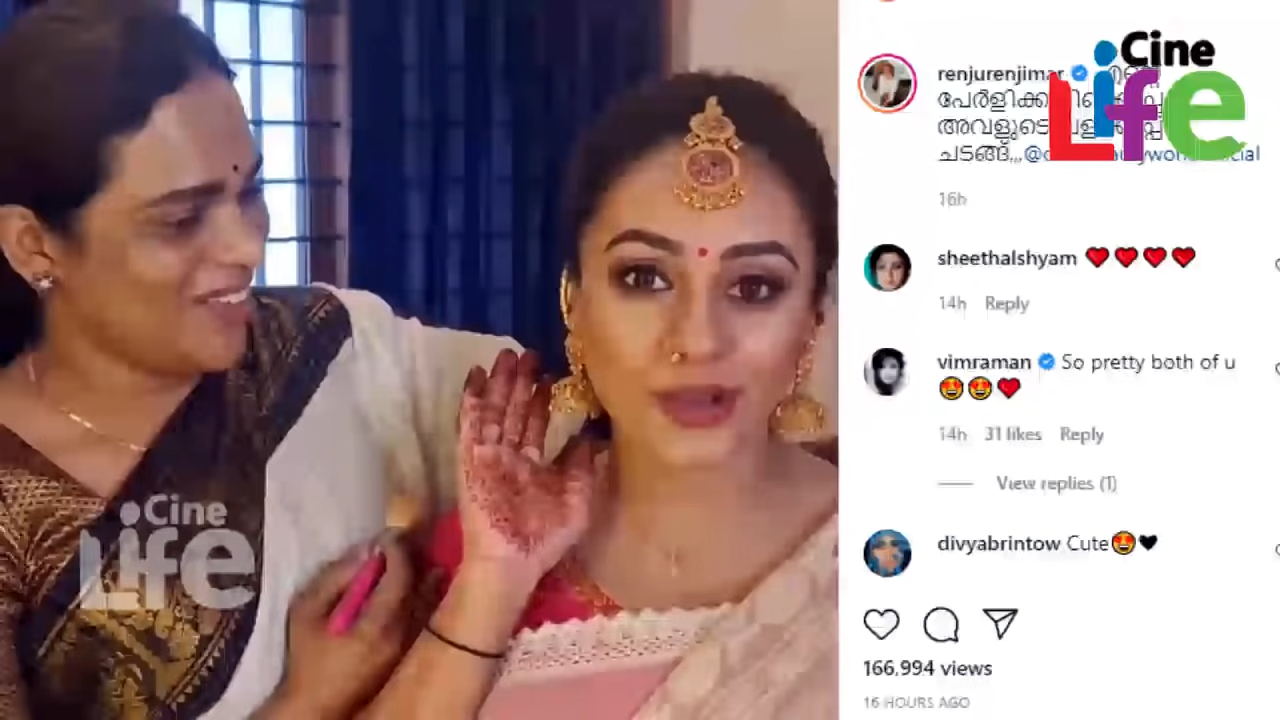 Cine
Life
renjurenjimar
പേർളിക്ക
അവളുടെ
ചടങ്ങ്...@
16h
sheethalshyam ❤️❤️❤️❤️
14h Reply
vimraman So pretty both of u
😍😍❤️
14h 31 likes Reply
View replies (1)
divyabrintow Cute😍🖤
166,994 views
16 HOURS AGO
Cine
Life